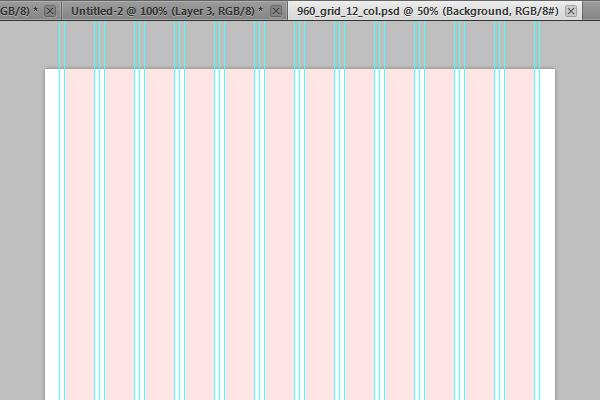 GB/8) * Untitled-2 @ 100% (Layer 3, RGB/8) * 960_grid_12_col.psd @ 50% (Background, RGB/8#)